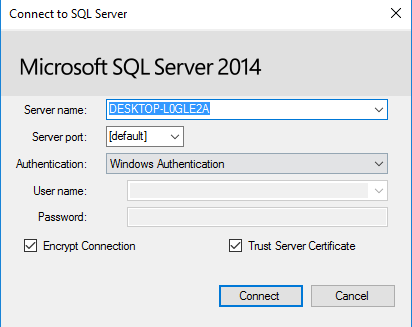 Connect to SQL Server
Microsoft SQL Server 2014
Server name: DESKTOP-L0GLE2A
Server port: [default]
Authentication: Windows Authentication
User name:
Password:
Encrypt Connection Trust Server Certificate
Connect Cancel